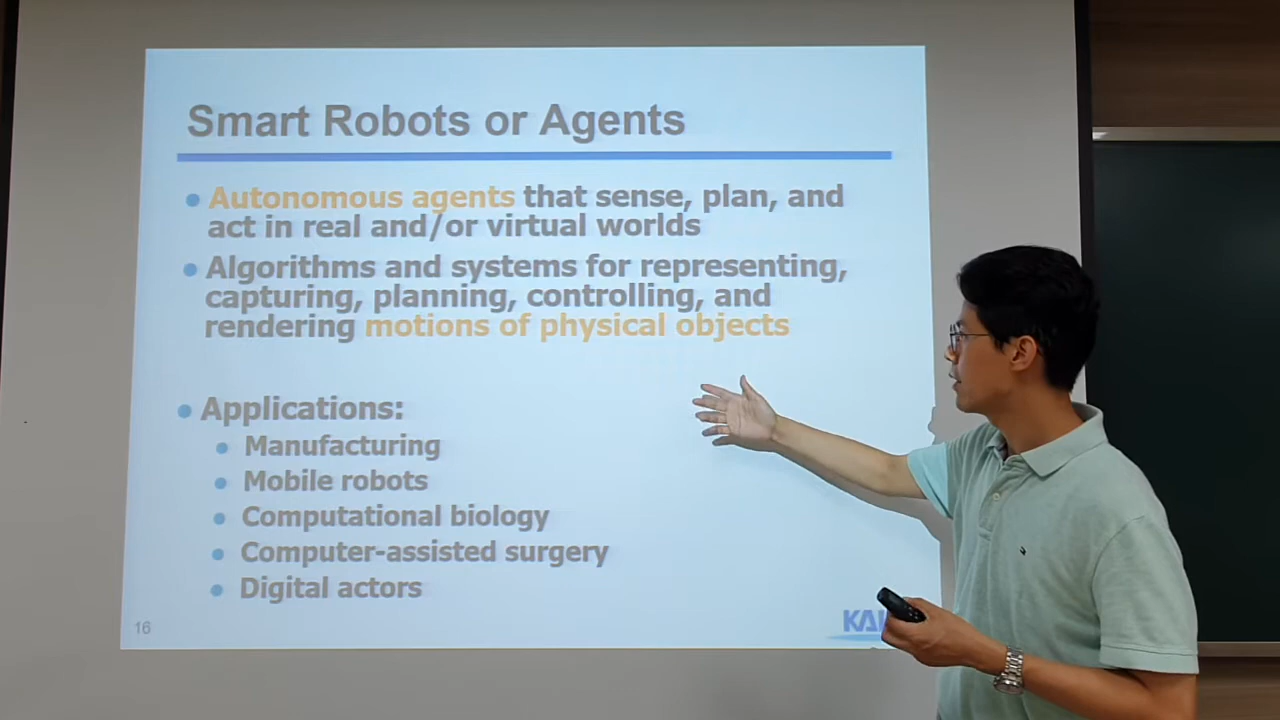 Smart Robots or Agents
Autonomous agents that sense, plan, and
act in real and/or virtual worlds
Algorithms and systems for representing,
capturing, planning, controlling, and
rendering motions of physical objects
Applications:
Manufacturing
Mobile robots
Computational biology
Computer-assisted surgery
Digital actors
16